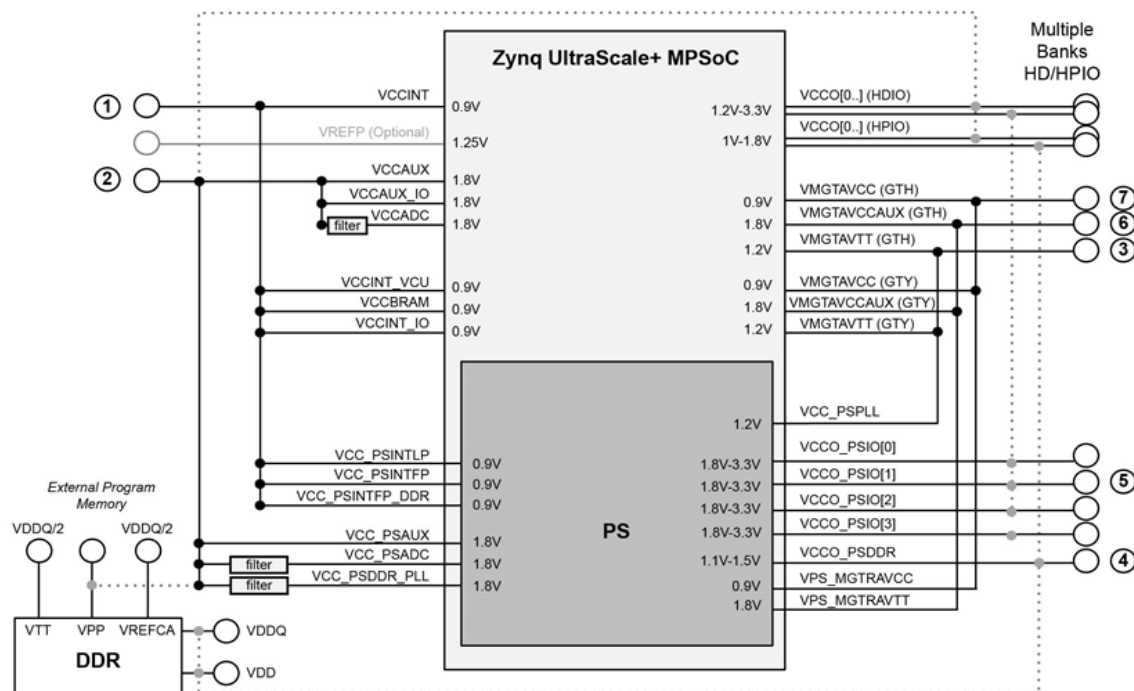 Zynq UltraScale+ MPSoC
Multiple
Banks
HD/HPIO
1
VCCINT
0.9V
VREFP (Optional)
1.25V
2
VCCAUX
1.8V
VCCAUX_IO
1.8V
filter
VCCADC
1.8V
VCCINT_VCU
0.9V
VCCBRAM
0.9V
VCCINT_IO
0.9V
1.2V-3.3V
VCCO[0..] (HDIO)
1V-1.8V
VCCO[0..] (HPIO)
0.9V
VMGTAVCC (GTH)
7
1.8V
VMGTAVCCAUX (GTH)
6
1.2V
VMGTAVTT (GTH)
3
0.9V
VMGTAVCC (GTY)
1.8V
VMGTAVCCAUX (GTY)
1.2V
VMGTAVTT (GTY)
PS
VCC_PSINTLP
0.9V
VCC_PSINTFP
0.9V
VCC_PSINTFP_DDR
0.9V
VCC_PSAUX
1.8V
filter
VCC_PSADC
1.8V
filter
VCC_PSDDR_PLL
1.8V
1.2V
VCC_PSPLL
1.8V-3.3V
VCCO_PSIO[0]
1.8V-3.3V
VCCO_PSIO[1]
5
1.8V-3.3V
VCCO_PSIO[2]
1.8V-3.3V
VCCO_PSIO[3]
1.1V-1.5V
VCCO_PSDDR
4
0.9V
VPS_MGTRAVCC
1.8V
VPS_MGTRAVTT
External Program
Memory
VDDQ/2
VDDQ/2
VTT
VPP
VREFCA
DDR
VDDQ
VDD